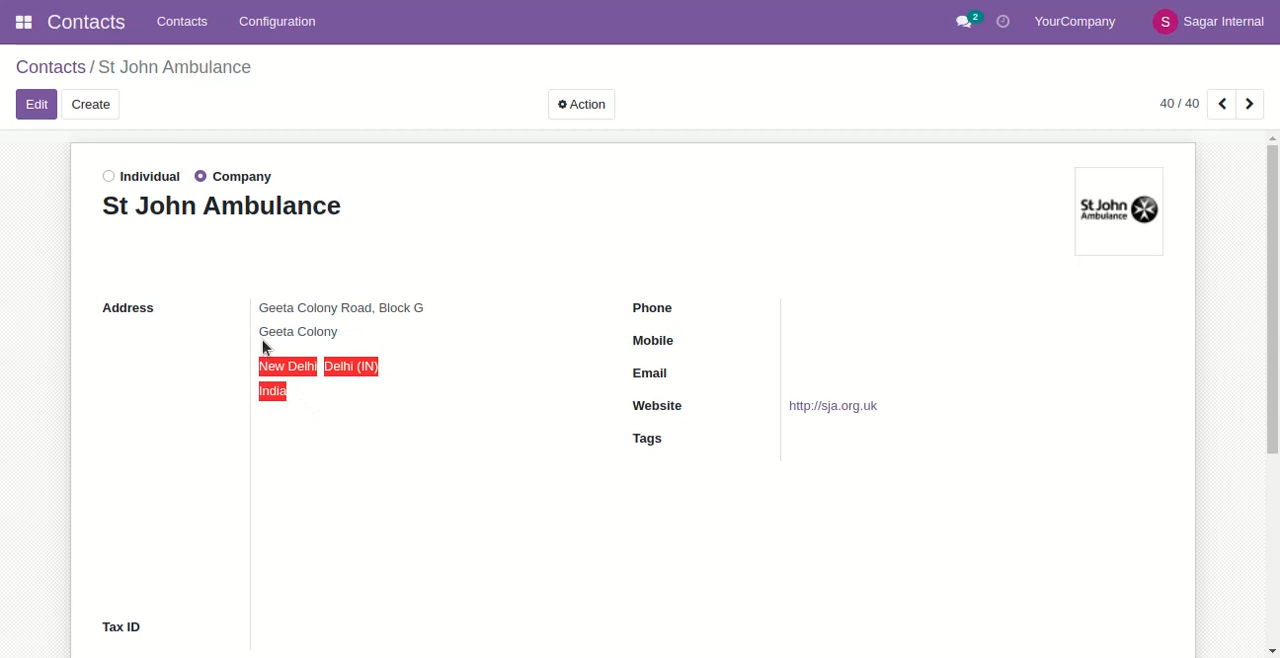 Contacts Contacts Configuration 2 YourCompany S Sagar Internal
Contacts / St John Ambulance
Edit Create Action 40 / 40
Individual Company
St John Ambulance
St John
Ambulance
Address Geeta Colony Road, Block G Phone
Geeta Colony
Mobile
New Delhi Delhi (IN)
Email
India
Website http://sja.org.uk
Tags
Tax ID